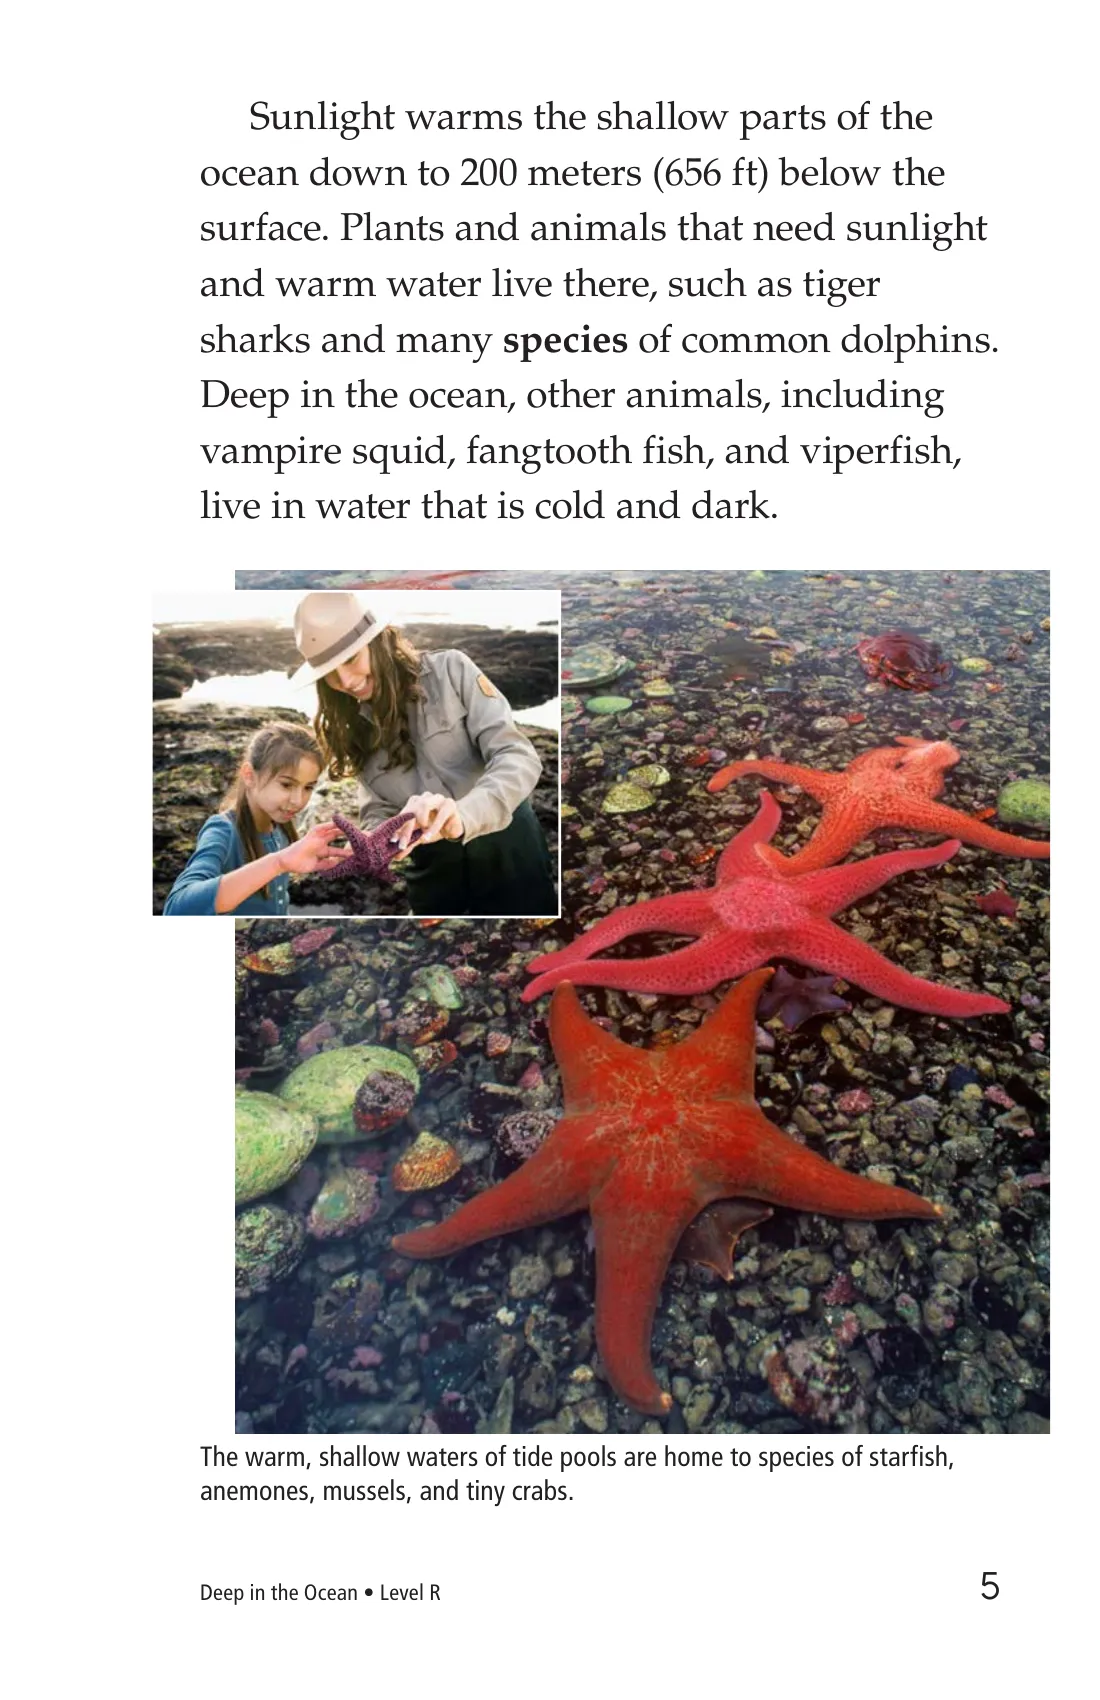 Sunlight warms the shallow parts of the
ocean down to 200 meters (656 ft) below the
surface. Plants and animals that need sunlight
and warm water live there, such as tiger
sharks and many species of common dolphins.
Deep in the ocean, other animals, including
vampire squid, fangtooth fish, and viperfish,
live in water that is cold and dark.
The warm, shallow waters of tide pools are home to species of starfish,
anemones, mussels, and tiny crabs.
Deep in the Ocean • Level R
5